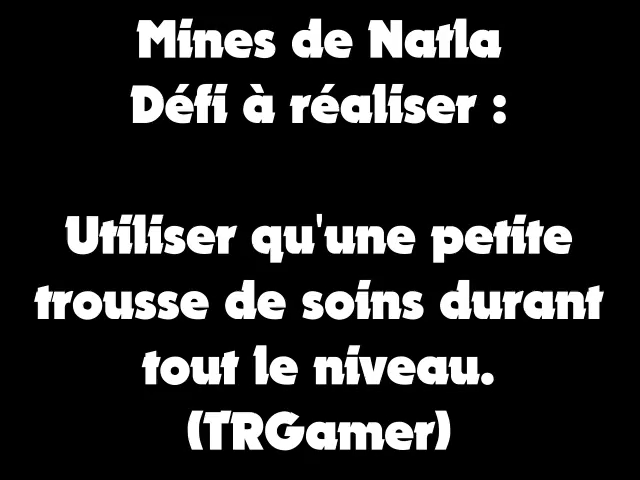 Mines de Natla
Défi à réaliser :
Utiliser qu'une petite
trousse de soins durant
tout le niveau.
(TRGamer)